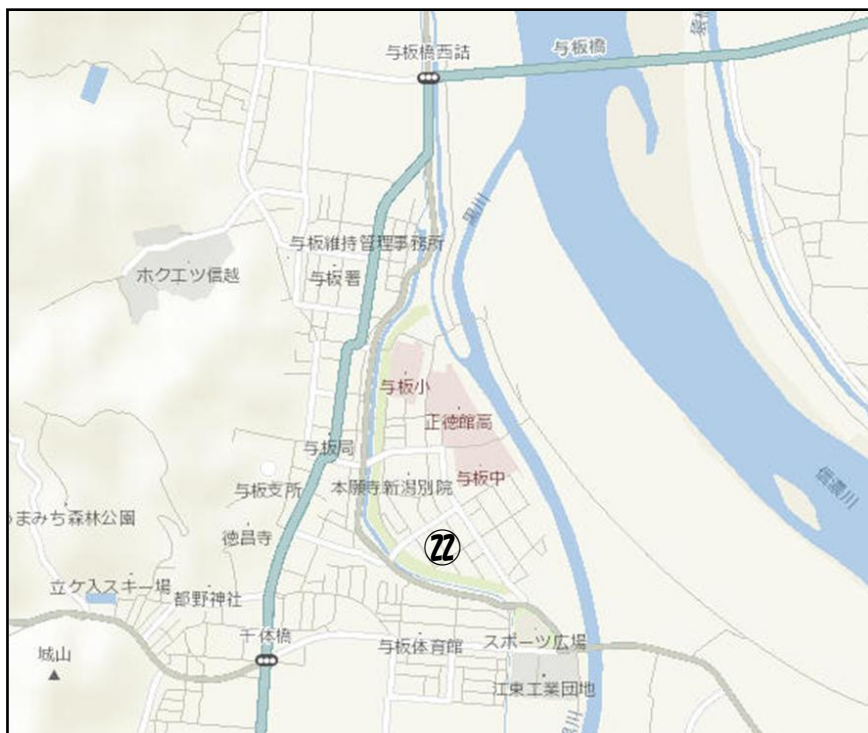 与板橋西詰
与板橋
黒川
与板維持管理事務所
ホクエツ信越
与板署
与板小
正徳館高
与板局
与板中
与板支所
本願寺新潟別院
信濃川
まみち森林公園
徳昌寺
㉒
立ケ入スキー場
都野神社
千体橋
与板体育館
スポーツ広場
城山
江東工業団地